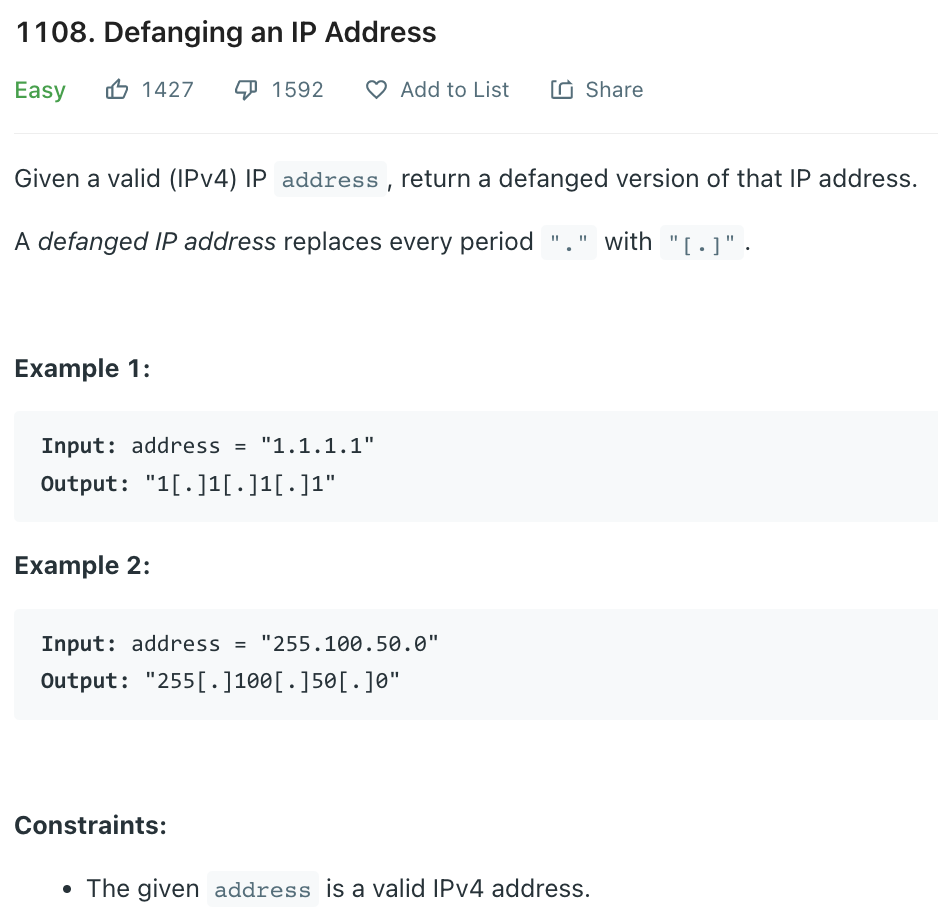 1108. Defanging an IP Address
Easy 1427 1592 Add to List Share
Given a valid (IPv4) IP address, return a defanged version of that IP address.
A defanged IP address replaces every period "." with "[.]".
Example 1:
Input: address = "1.1.1.1"
Output: "1[.]1[.]1[.]1"
Example 2:
Input: address = "255.100.50.0"
Output: "255[.]100[.]50[.]0"
Constraints:
• The given address is a valid IPv4 address.